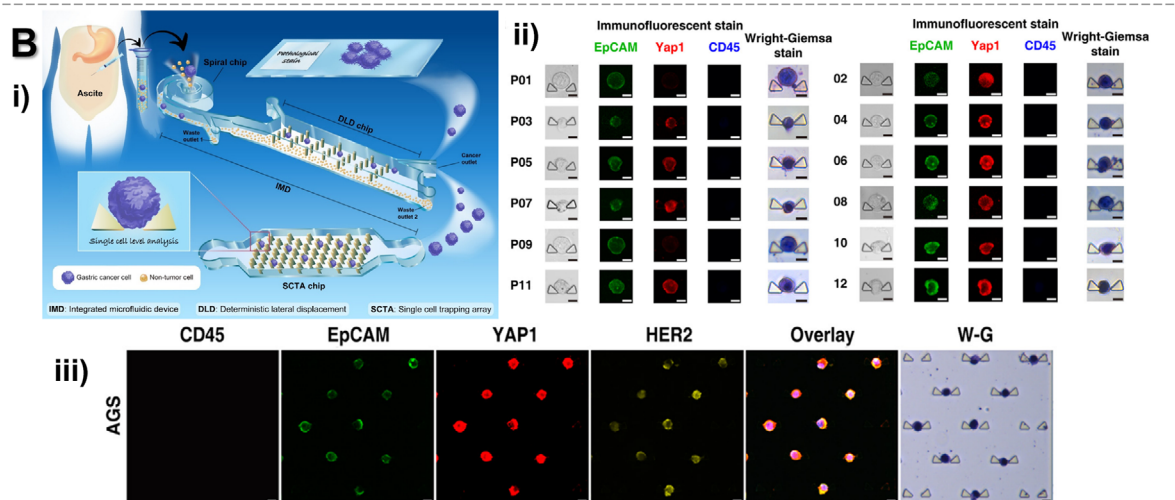 B
i)
Ascite
Spiral chip
Pathological
stain
DLD chip
Waste
outlet 1
Cancer
outlet
IMD
Waste
outlet 2
Single cell level analysis
Gastric cancer cell
Non-tumor cell
SCTA chip
IMD: Integrated microfluidic device
DLD: Deterministic lateral displacement
SCTA: Single cell trapping array
ii)
Immunofluorescent stain
EpCAM Yap1 CD45
Wright-Giemsa
stain
P01
P03
P05
P07
P09
P11
Immunofluorescent stain
EpCAM Yap1 CD45
Wright-Giemsa
stain
02
04
06
08
10
12
iii)
CD45 EpCAM YAP1 HER2 Overlay W-G
AGS